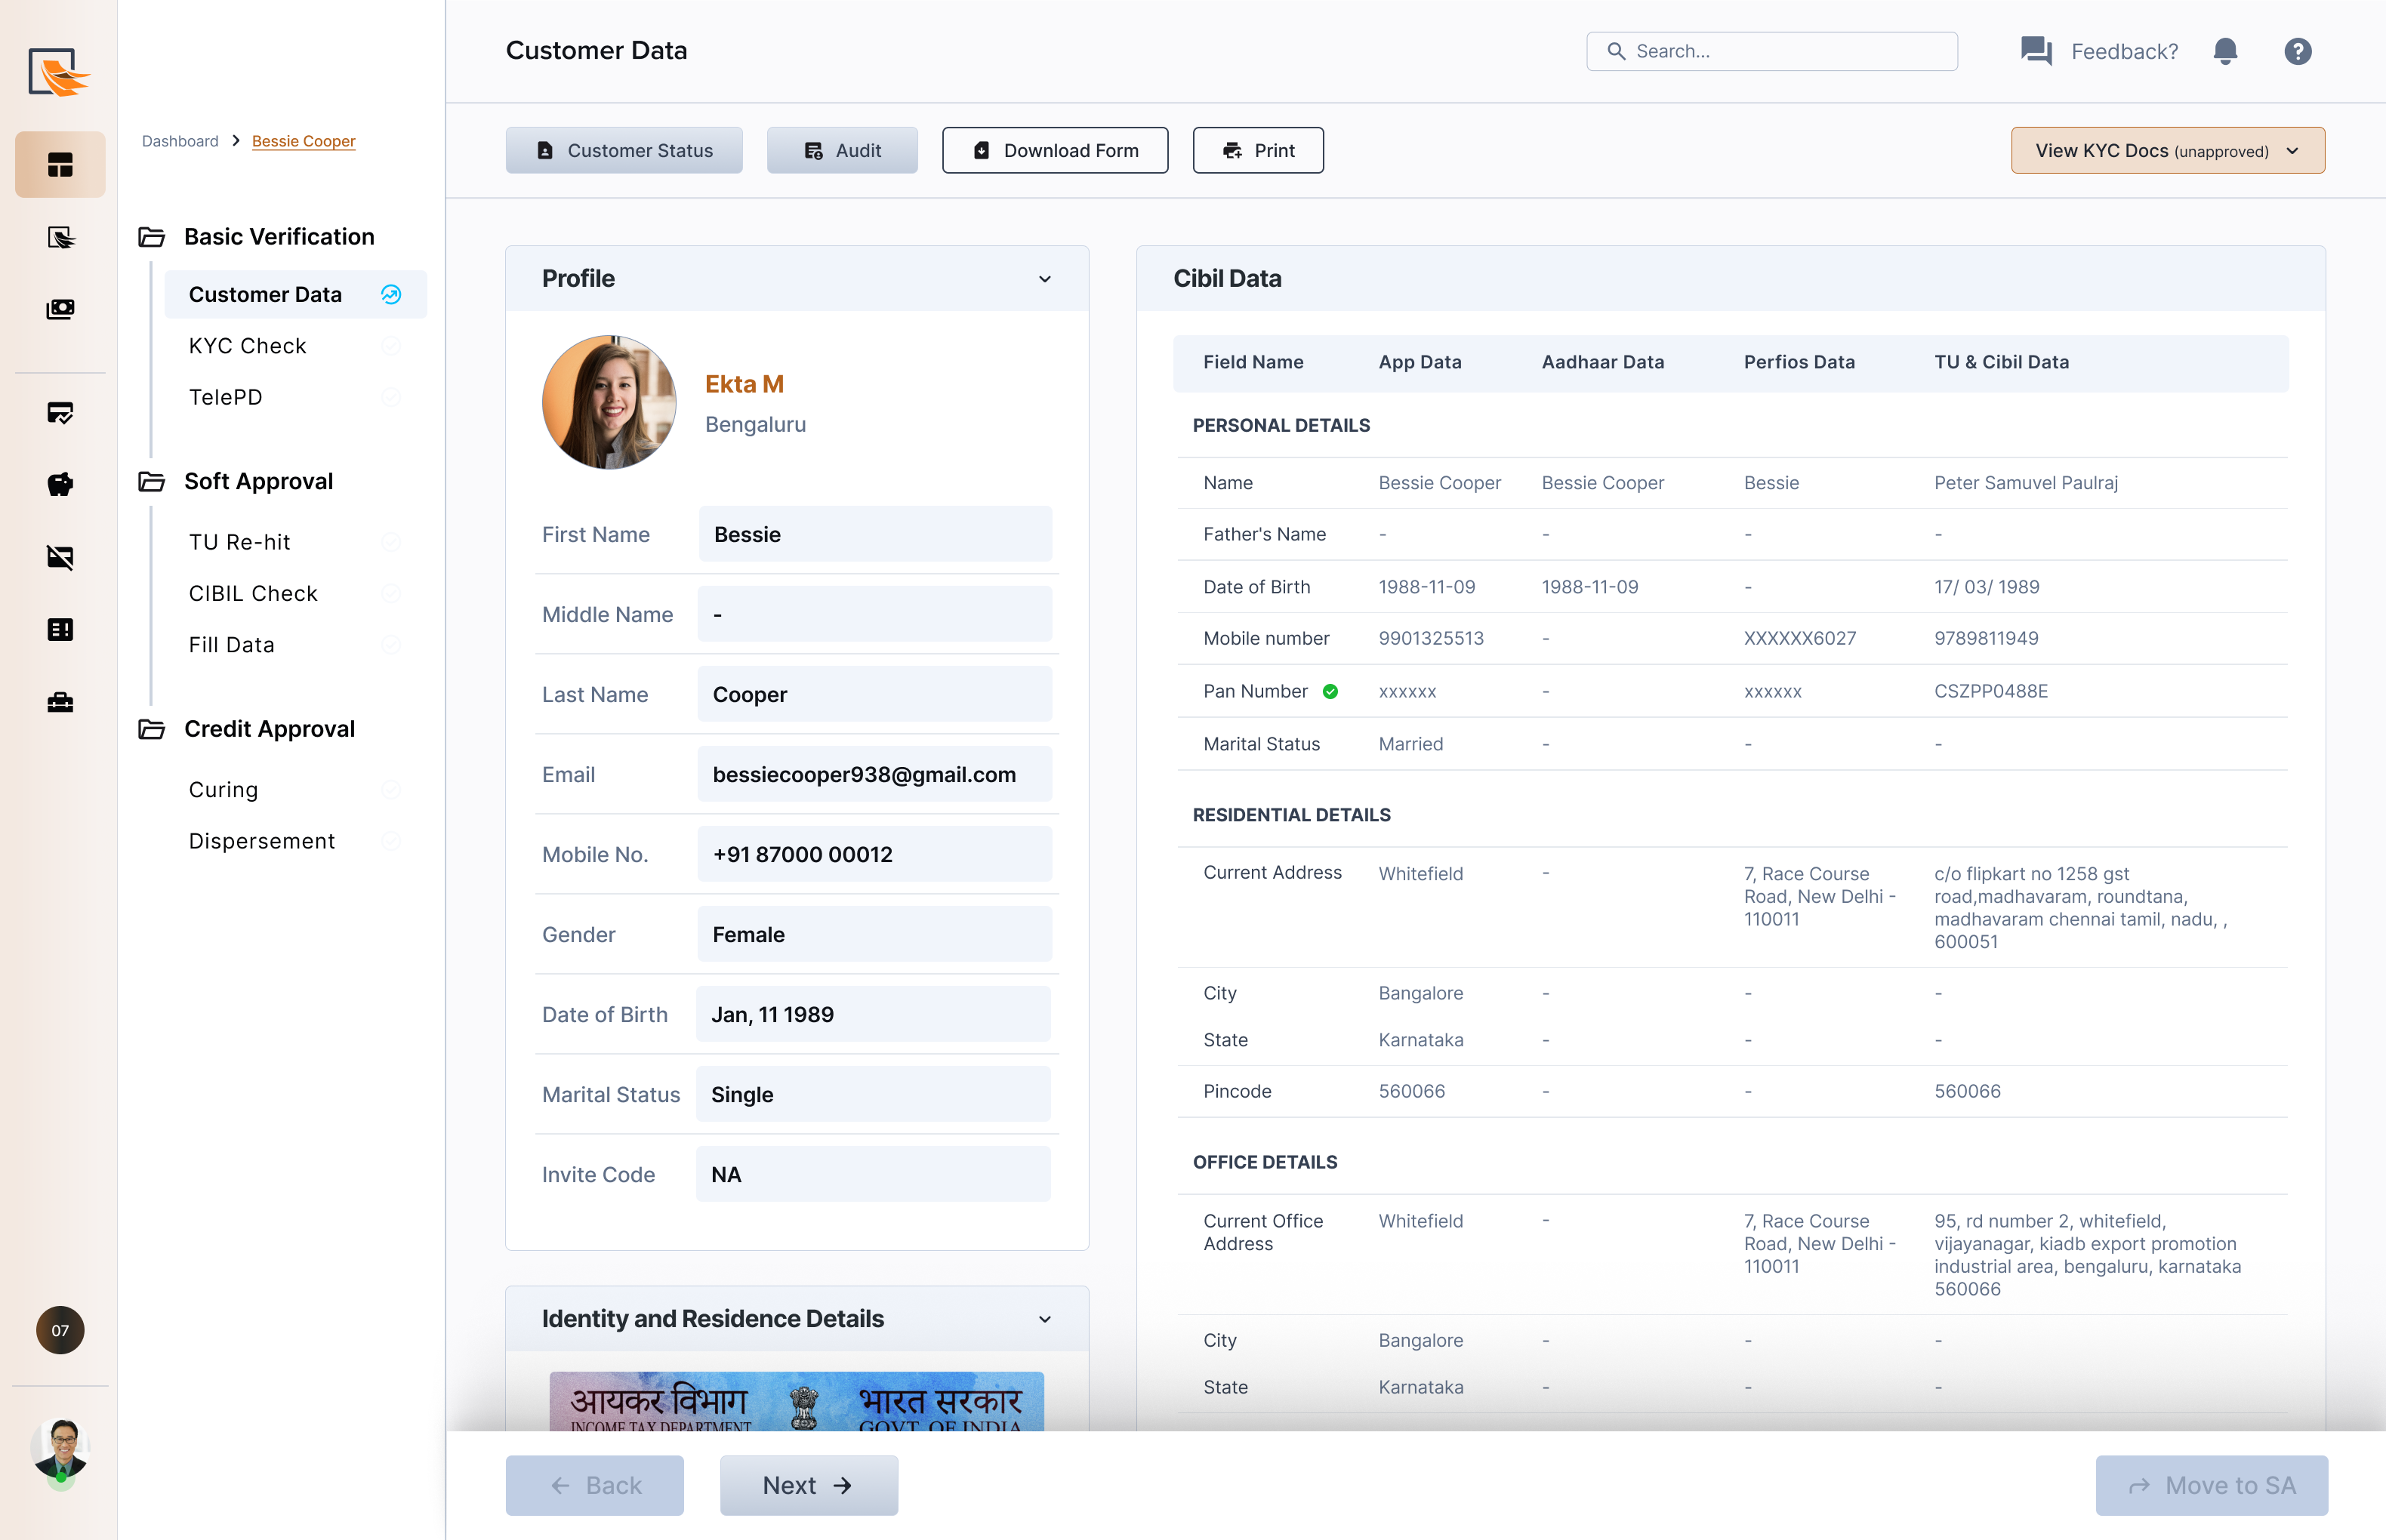 Customer Data
Search...
Feedback?
Dashboard
Bessie Cooper
Customer Status
Audit
Download Form
Print
View KYC Docs (unapproved)
Basic Verification
Customer Data
KYC Check
TelePD
Soft Approval
TU Re-hit
CIBIL Check
Fill Data
Credit Approval
Curing
Dispersement
07
Profile
Ekta M
Bengaluru
First Name
Bessie
Middle Name
-
Last Name
Cooper
Email
bessiecooper938@gmail.com
Mobile No.
+91 87000 00012
Gender
Female
Date of Birth
Jan, 11 1989
Marital Status
Single
Invite Code
NA
Identity and Residence Details
आयकर विभाग
INCOME TAX DEPARTMENT
भारत सरकार
GOVT. OF INDIA
Cibil Data
Field Name App Data Aadhaar Data Perfios Data TU & Cibil Data
PERSONAL DETAILS
Name Bessie Cooper Bessie Cooper Bessie Peter Samuvel Paulraj
Father's Name - - - -
Date of Birth 1988-11-09 1988-11-09 - 17/ 03/ 1989
Mobile number 9901325513 - XXXXXX6027 9789811949
Pan Number xxxxxx - xxxxxx CSZPP0488E
Marital Status Married - - -
RESIDENTIAL DETAILS
Current Address
Whitefield
-
7, Race Course
Road, New Delhi -
110011
c/o flipkart no 1258 gst
road,madhavaram, roundtana,
madhavaram chennai tamil, nadu, ,
600051
City Bangalore - - -
State Karnataka - - -
Pincode 560066 - - 560066
OFFICE DETAILS
Current Office
Address
Whitefield
-
7, Race Course
Road, New Delhi -
110011
95, rd number 2, whitefield,
vijayanagar, kiadb export promotion
industrial area, bengaluru, karnataka
560066
City Bangalore - - -
State Karnataka - - -
Back
Next
Move to SA